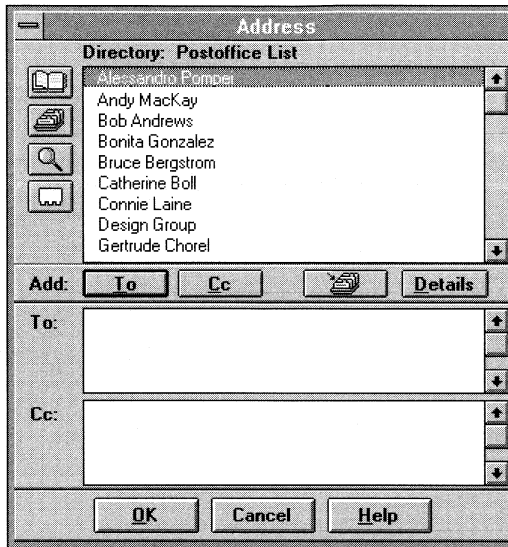 Address
Directory: Postoffice List
Alessandro Pompei
Andy MacKay
Bob Andrews
Bonita Gonzalez
Bruce Bergstrom
Catherine Boll
Connie Laine
Design Group
Gertrude Chorel
Add: To Cc Details
To:
Cc:
OK Cancel Help